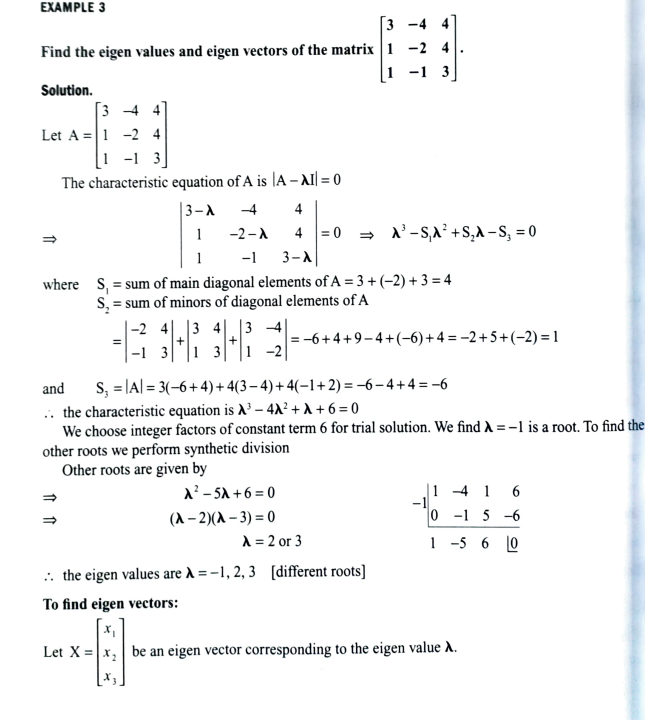 EXAMPLE 3
Find the eigen values and eigen vectors of the matrix [3 −4 4; 1 −2 4; 1 −1 3].
Solution.
Let A = [3 −4 4; 1 −2 4; 1 −1 3]
The characteristic equation of A is |A − λI| = 0
⇒ |3−λ −4 4; 1 −2−λ 4; 1 −1 3−λ| = 0 ⇒ λ³ − S₁λ² + S₂λ − S₃ = 0
where S₁ = sum of main diagonal elements of A = 3 + (−2) + 3 = 4
S₂ = sum of minors of diagonal elements of A
= |−2 4; −1 3| + |3 4; 1 3| + |3 −4; 1 −2| = −6 + 4 + 9 − 4 + (−6) + 4 = −2 + 5 + (−2) = 1
and S₃ = |A| = 3(−6 + 4) + 4(3 − 4) + 4(−1 + 2) = −6 − 4 + 4 = −6
∴ the characteristic equation is λ³ − 4λ² + λ + 6 = 0
We choose integer factors of constant term 6 for trial solution. We find λ = −1 is a root. To find the
other roots we perform synthetic division
Other roots are given by
⇒ λ² − 5λ + 6 = 0
⇒ (λ − 2)(λ − 3) = 0
λ = 2 or 3
−1| 1 −4 1 6
0 −1 5 −6
1 −5 6 |0
∴ the eigen values are λ = −1, 2, 3 [different roots]
To find eigen vectors:
Let X = [x₁; x₂; x₃] be an eigen vector corresponding to the eigen value λ.